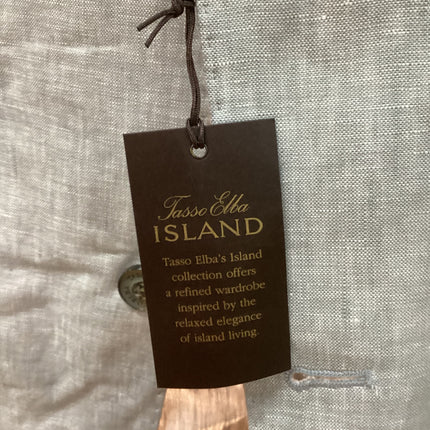 Tasso Elba
ISLAND
Tasso Elba's Island
collection offers
a refined wardrobe
inspired by the
relaxed elegance
of island living.